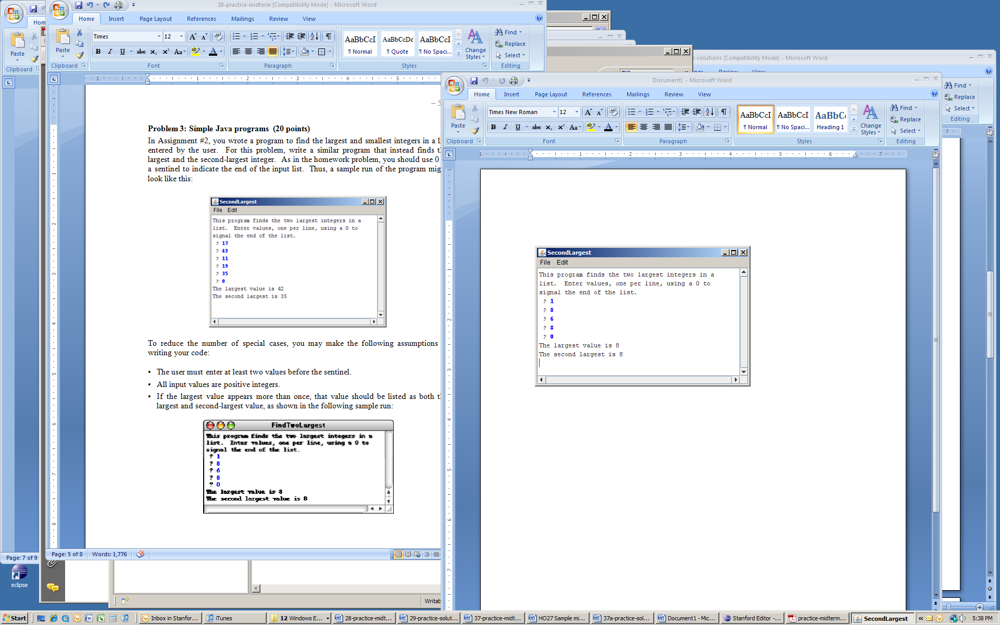 28-practice-midterm [Compatibility Mode] - Microsoft Word
Home Insert Page Layout References Mailings Review View
Paste
Clipboard
Times 12
Font
Paragraph
AaBbCcI AaBbCcDd AaBbCcI
¶ Normal ¶ Quote ¶ No Spaci...
Change Styles
Styles
Find
Replace
Select
Editing
Problem 3: Simple Java programs (20 points)
In Assignment #2, you wrote a program to find the largest and smallest integers in a
entered by the user. For this problem, write a similar program that instead finds
largest and the second-largest integer. As in the homework problem, you should use 0
a sentinel to indicate the end of the input list. Thus, a sample run of the program
look like this:
SecondLargest
File Edit
This program finds the two largest integers in a
list. Enter values, one per line, using a 0 to
signal the end of the list.
? 17
? 42
? 11
? 19
? 35
? 0
The largest value is 42
The second largest is 35
To reduce the number of special cases, you may make the following assumptions
writing your code:
• The user must enter at least two values before the sentinel.
• All input values are positive integers.
• If the largest value appears more than once, that value should be listed as both
largest and second-largest value, as shown in the following sample run:
FindTwoLargest
This program finds the two largest integers in a
list. Enter values, one per line, using a 0 to
signal the end of the list.
? 1
? 8
? 6
? 8
? 0
The largest value is 8
The second largest value is 8
Page: 5 of 8 Words: 1,776
Page: 7 of 9
eclipse
Writab
e-solutions [Compatibility Mode] - Microsoft Word
Find
Replace
Select
Editing
Document1 - Microsoft Word
Home Insert Page Layout References Mailings Review View
Paste
Clipboard
Times New Roman 12
Font
Paragraph
AaBbCcI AaBbCcI AaBbC
¶ Normal ¶ No Spaci... Heading 1
Change Styles
Styles
Find
Replace
Select
Editing
SecondLargest
File Edit
This program finds the two largest integers in a
list. Enter values, one per line, using a 0 to
signal the end of the list.
? 1
? 8
? 6
? 8
? 0
The largest value is 8
The second largest is 8
Start
Inbox in Stanfor...
iTunes
12 Windows E...
28-practice-midt...
29-practice-solut...
37-practice-midt...
HO27 Sample mi...
37a-practice-sol...
Document1 - Mic...
Stanford Editor -...
practice-midterm...
SecondLargest
5:38 PM